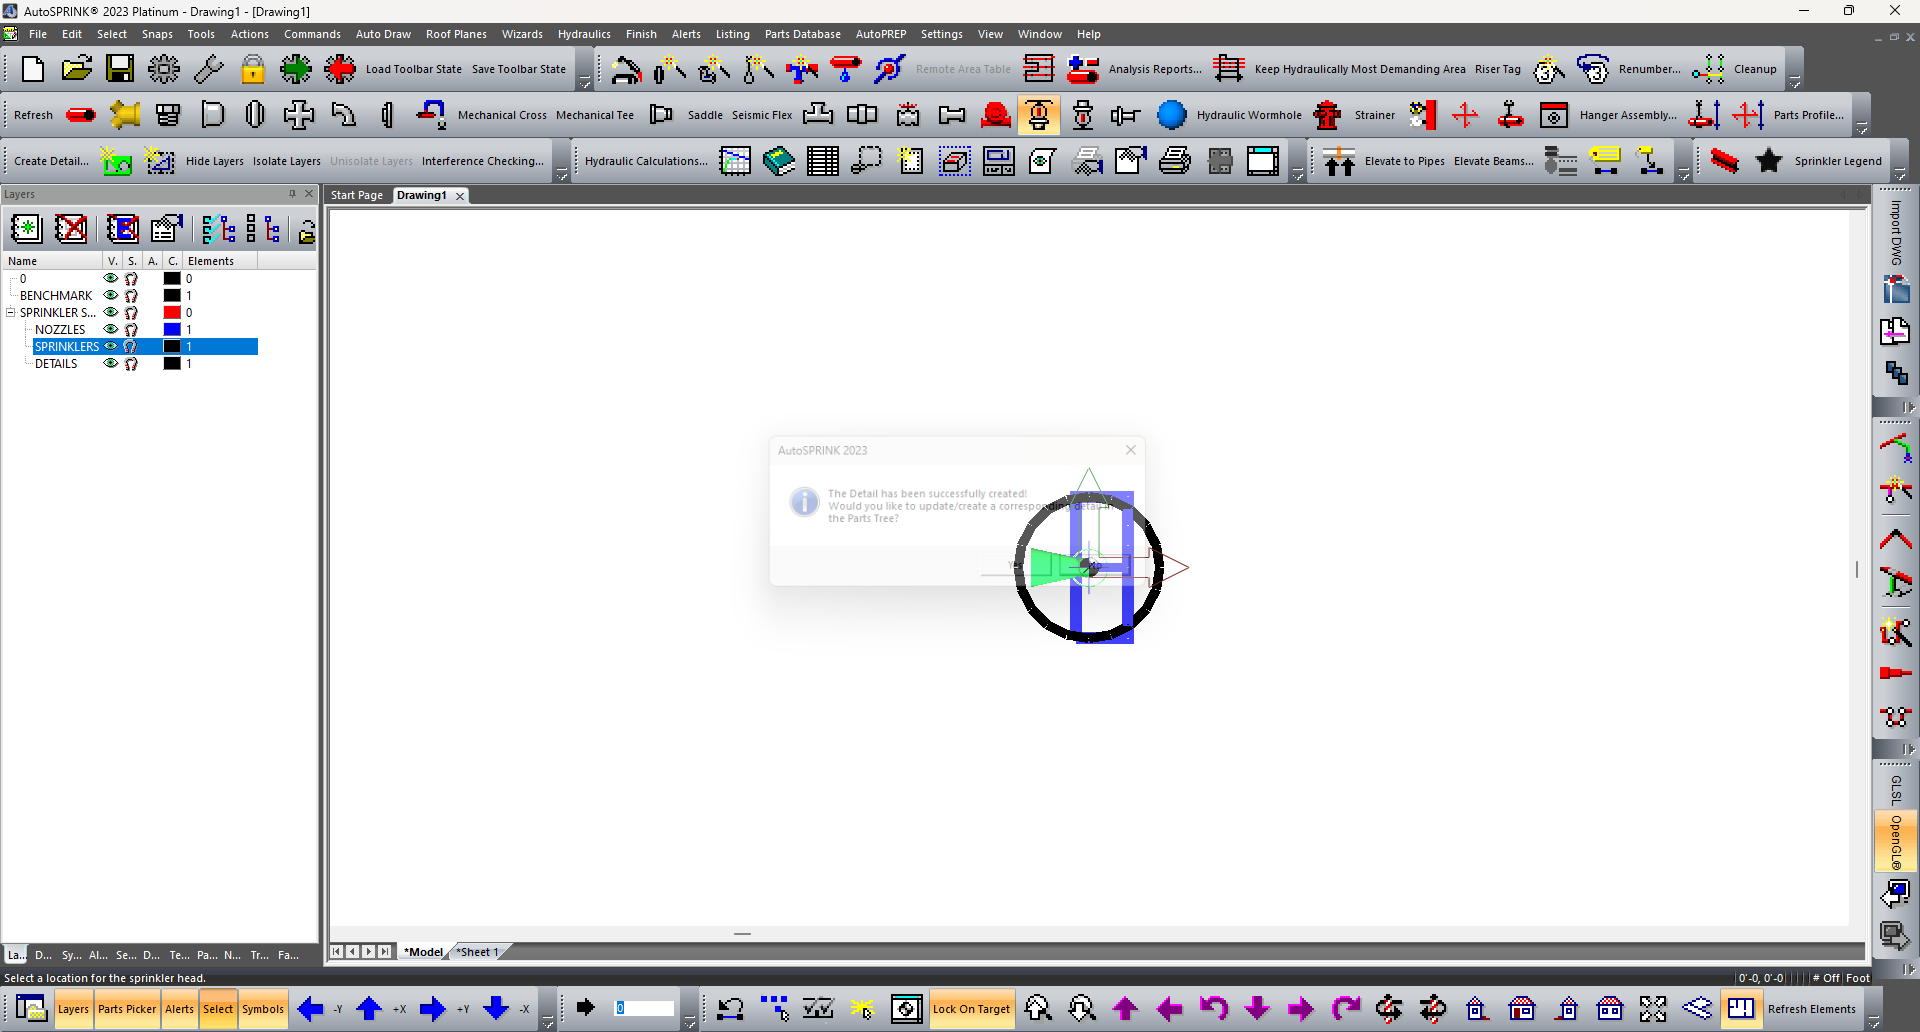 AutoSPRINK® 2023 Platinum - Drawing1 - [Drawing1]
File Edit Select Snaps Tools Actions Commands Auto Draw Roof Planes Wizards Hydraulics Finish Alerts Listing Parts Database AutoPREP Settings View Window Help
Load Toolbar State Save Toolbar State Remote Area Table Analysis Reports... Keep Hydraulically Most Demanding Area Riser Tag Renumber... Cleanup
Refresh Mechanical Cross Mechanical Tee Saddle Seismic Flex Hydraulic Wormhole Strainer Hanger Assembly... Parts Profile...
Create Detail... Hide Layers Isolate Layers Unisolate Layers Interference Checking... Hydraulic Calculations... Elevate to Pipes Elevate Beams... Sprinkler Legend
Layers
Start Page Drawing1
Name V. S. A. C. Elements
0 0
BENCHMARK 1
SPRINKLER S... 0
NOZZLES 1
SPRINKLERS 1
DETAILS 1
AutoSPRINK 2023
The Detail has been successfully created!
Would you like to update/create a corresponding detail in
the Parts Tree?
Yes No
Import DWG
GLSL
OpenGL®
La... D... Sy... Al... Se... D... Te... Pa... N... Tr... Fa...
*Model *Sheet 1
Select a location for the sprinkler head.
0'-0, 0'-0 # Off Foot
Layers Parts Picker Alerts Select Symbols -Y +X +Y -X 0 Lock On Target Refresh Elements